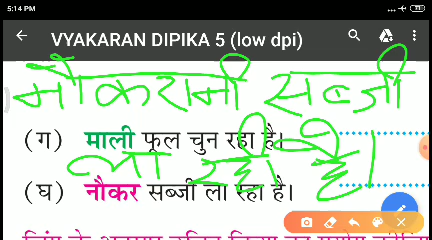 5:14 PM
VYAKARAN DIPIKA 5 (low dpi)
नौकरानी सब्जी
(ग) माली फूल चुन रहा है।
ला रही है।
(घ) नौकर सब्जी ला रहा है।